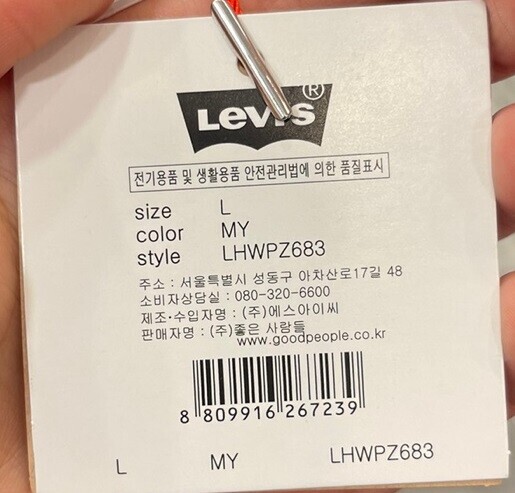 Levi's®
전기용품 및 생활용품 안전관리법에 의한 품질표시
size L
color MY
style LHWPZ683
주소 : 서울특별시 성동구 아차산로17길 48
소비자상담실 : 080-320-6600
제조·수입자명 : (주)에스아이씨
판매자명 : (주)좋은 사람들
www.goodpeople.co.kr
8 809916 267239
L MY LHWPZ683